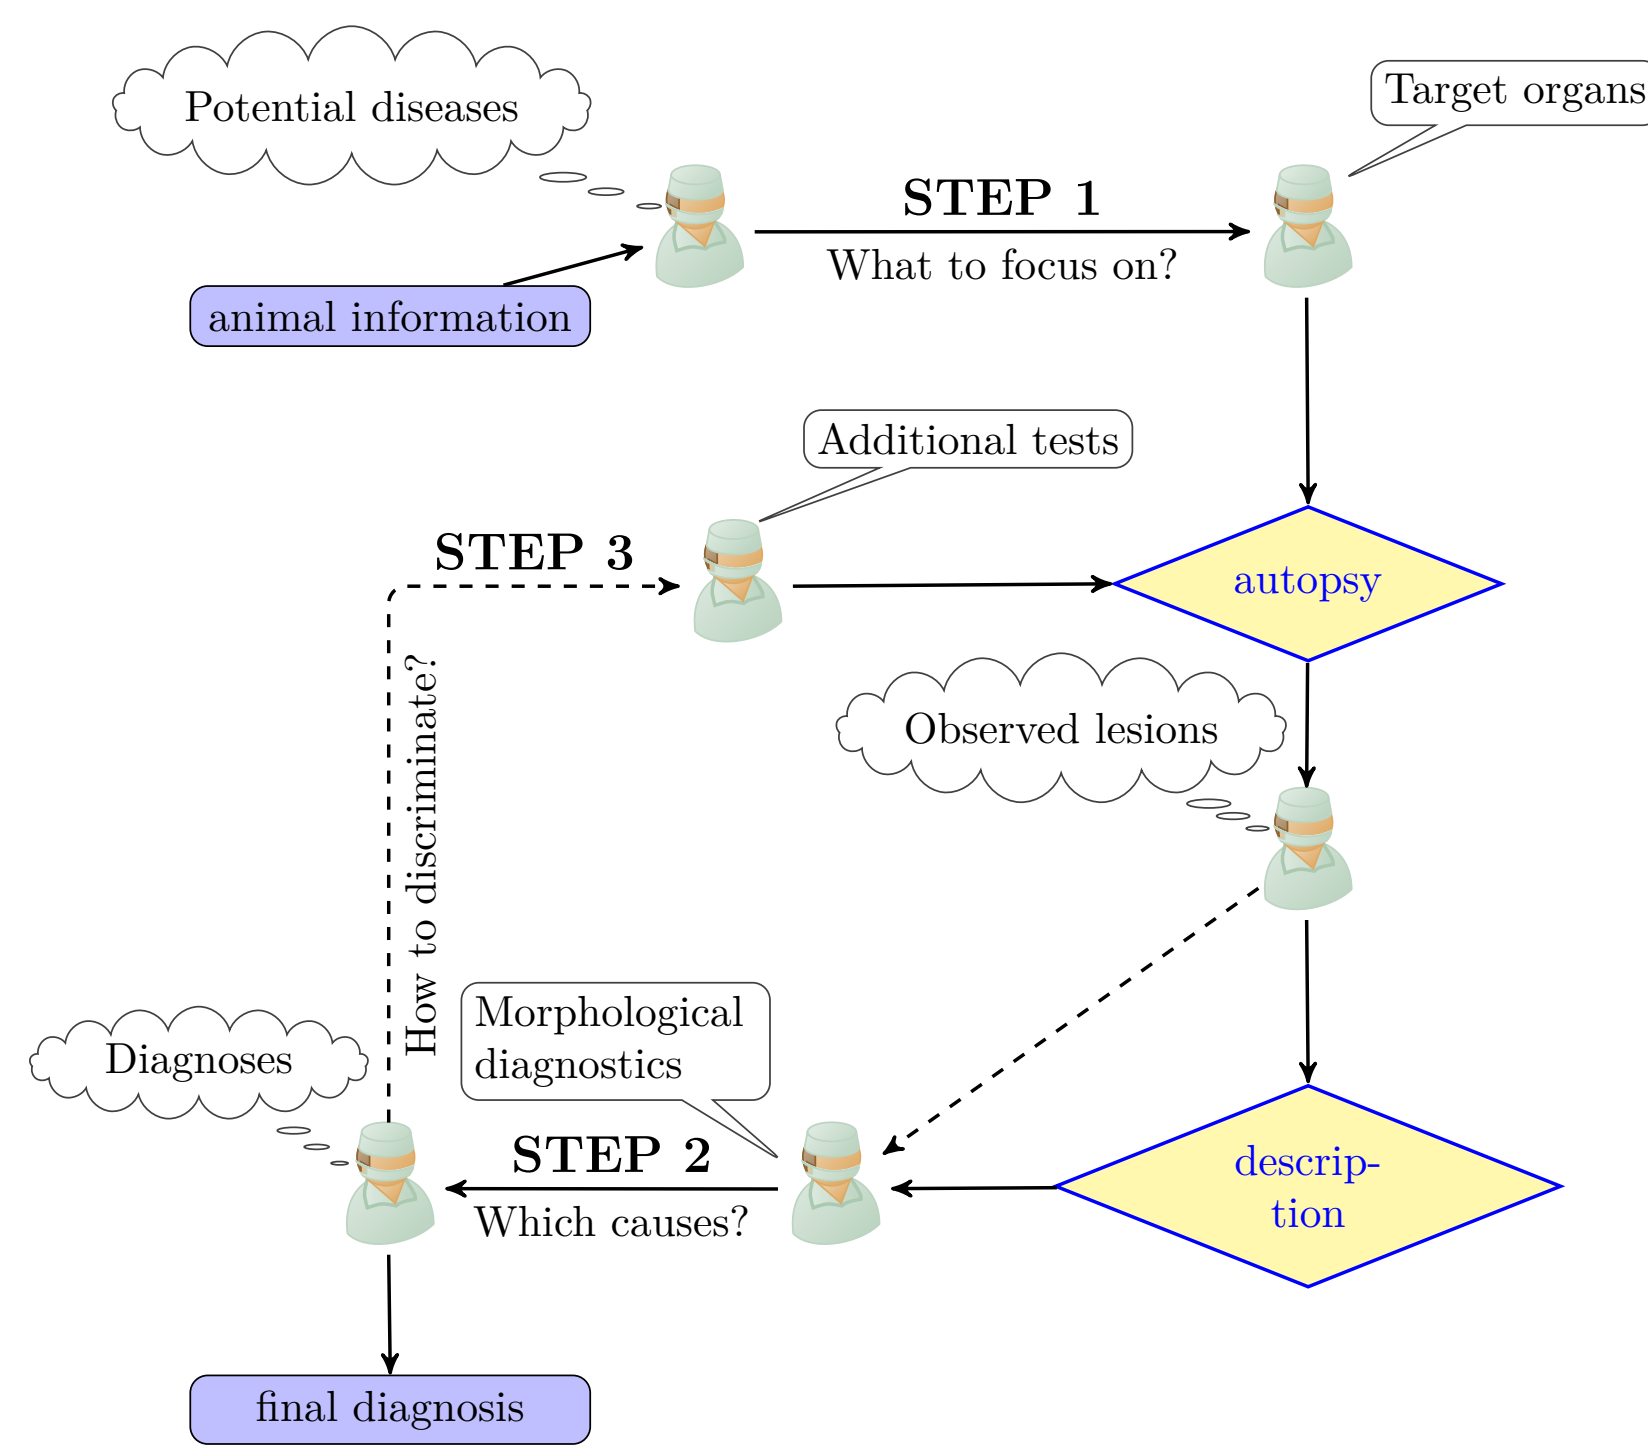 Potential diseases
Target organs
STEP 1
What to focus on?
animal information
Additional tests
STEP 3
autopsy
How to discriminate?
Observed lesions
Morphological
diagnostics
Diagnoses
STEP 2
Which causes?
descrip-
tion
final diagnosis